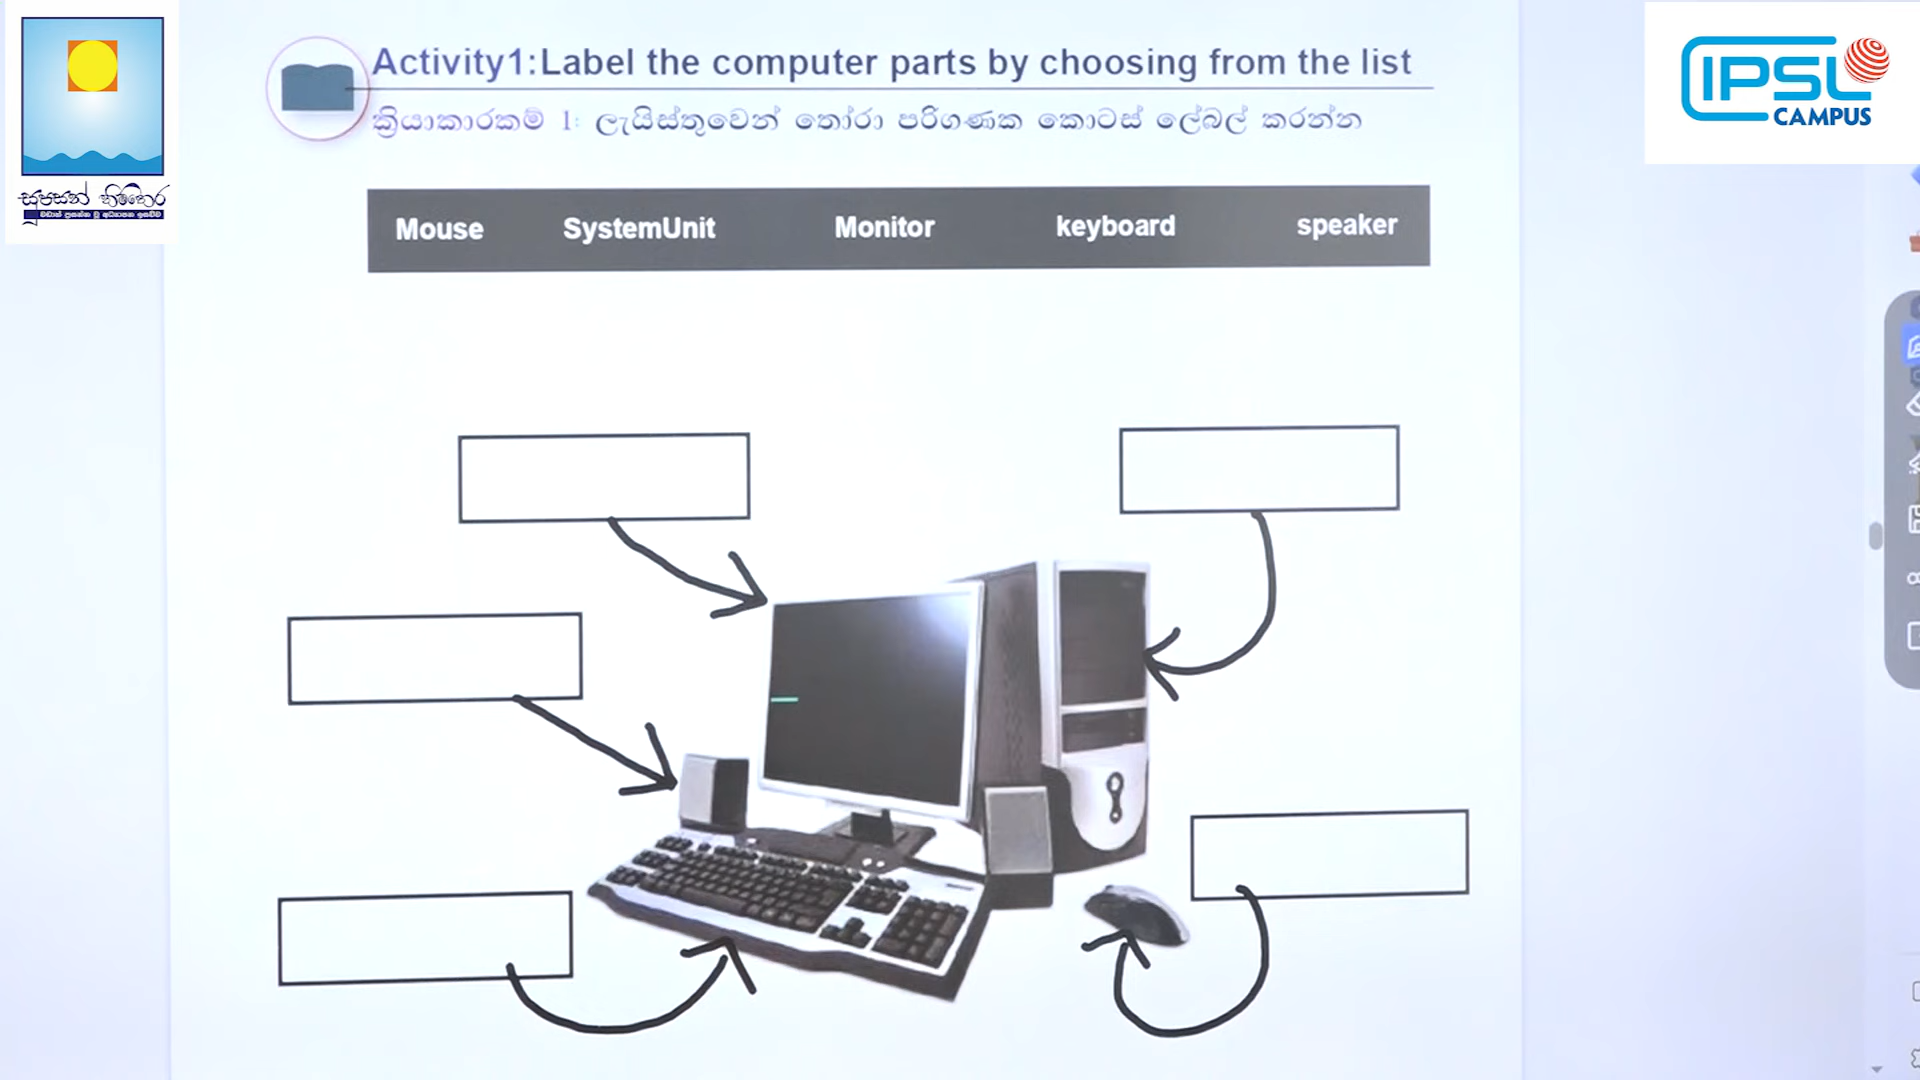 Activity1:Label the computer parts by choosing from the list
ක්‍රියාකාරකම් 1: ලැයිස්තුවෙන් තෝරා පරිගණක කොටස් ලේබල් කරන්න
Mouse SystemUnit Monitor keyboard speaker
IPSL
CAMPUS